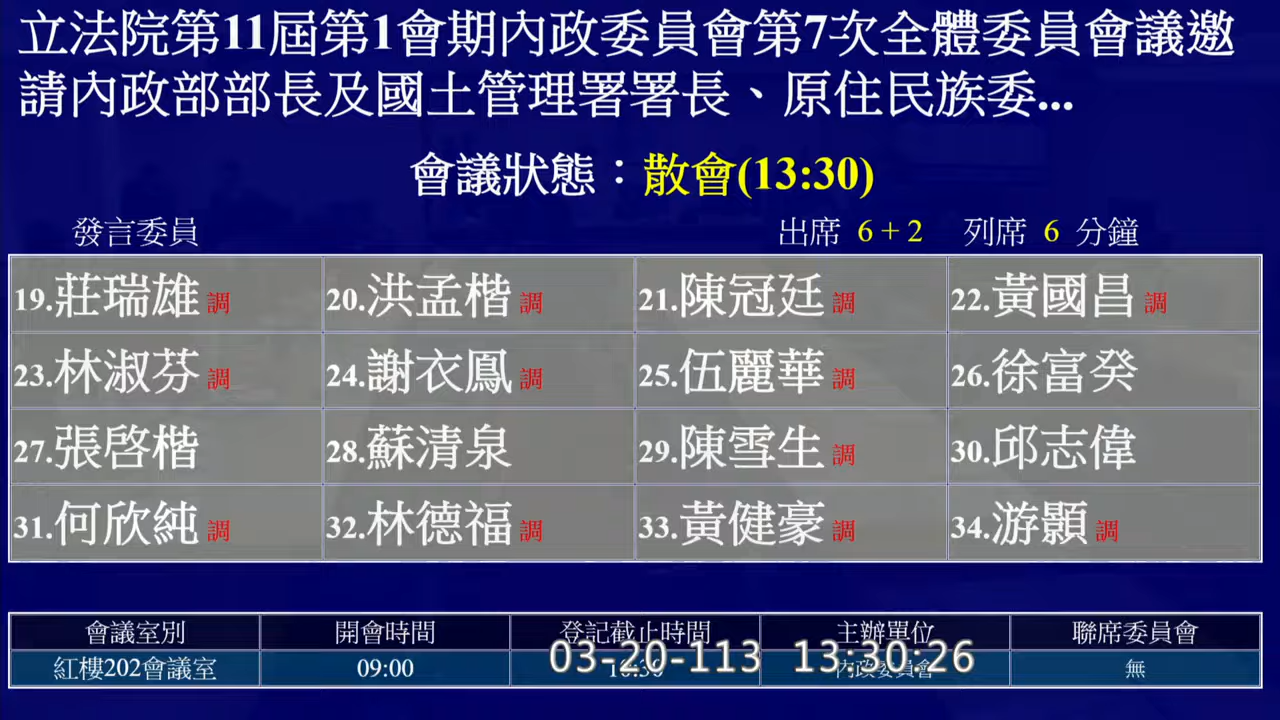 立法院第11屆第1會期內政委員會第7次全體委員會議邀
請內政部部長及國土管理署署長、原住民族委...
會議狀態：散會(13:30)
發言委員 出席 6 + 2 列席 6 分鐘
19.莊瑞雄 調 20.洪孟楷 調 21.陳冠廷 調 22.黃國昌 調
23.林淑芬 調 24.謝衣鳳 調 25.伍麗華 調 26.徐富癸
27.張啓楷 28.蘇清泉 29.陳雪生 調 30.邱志偉
31.何欣純 調 32.林德福 調 33.黃健豪 調 34.游顥 調
會議室別 開會時間 登記截止時間 主辦單位 聯席委員會
03-20-113 13:30:26
紅樓202會議室 09:00 10:30 內政委員會 無